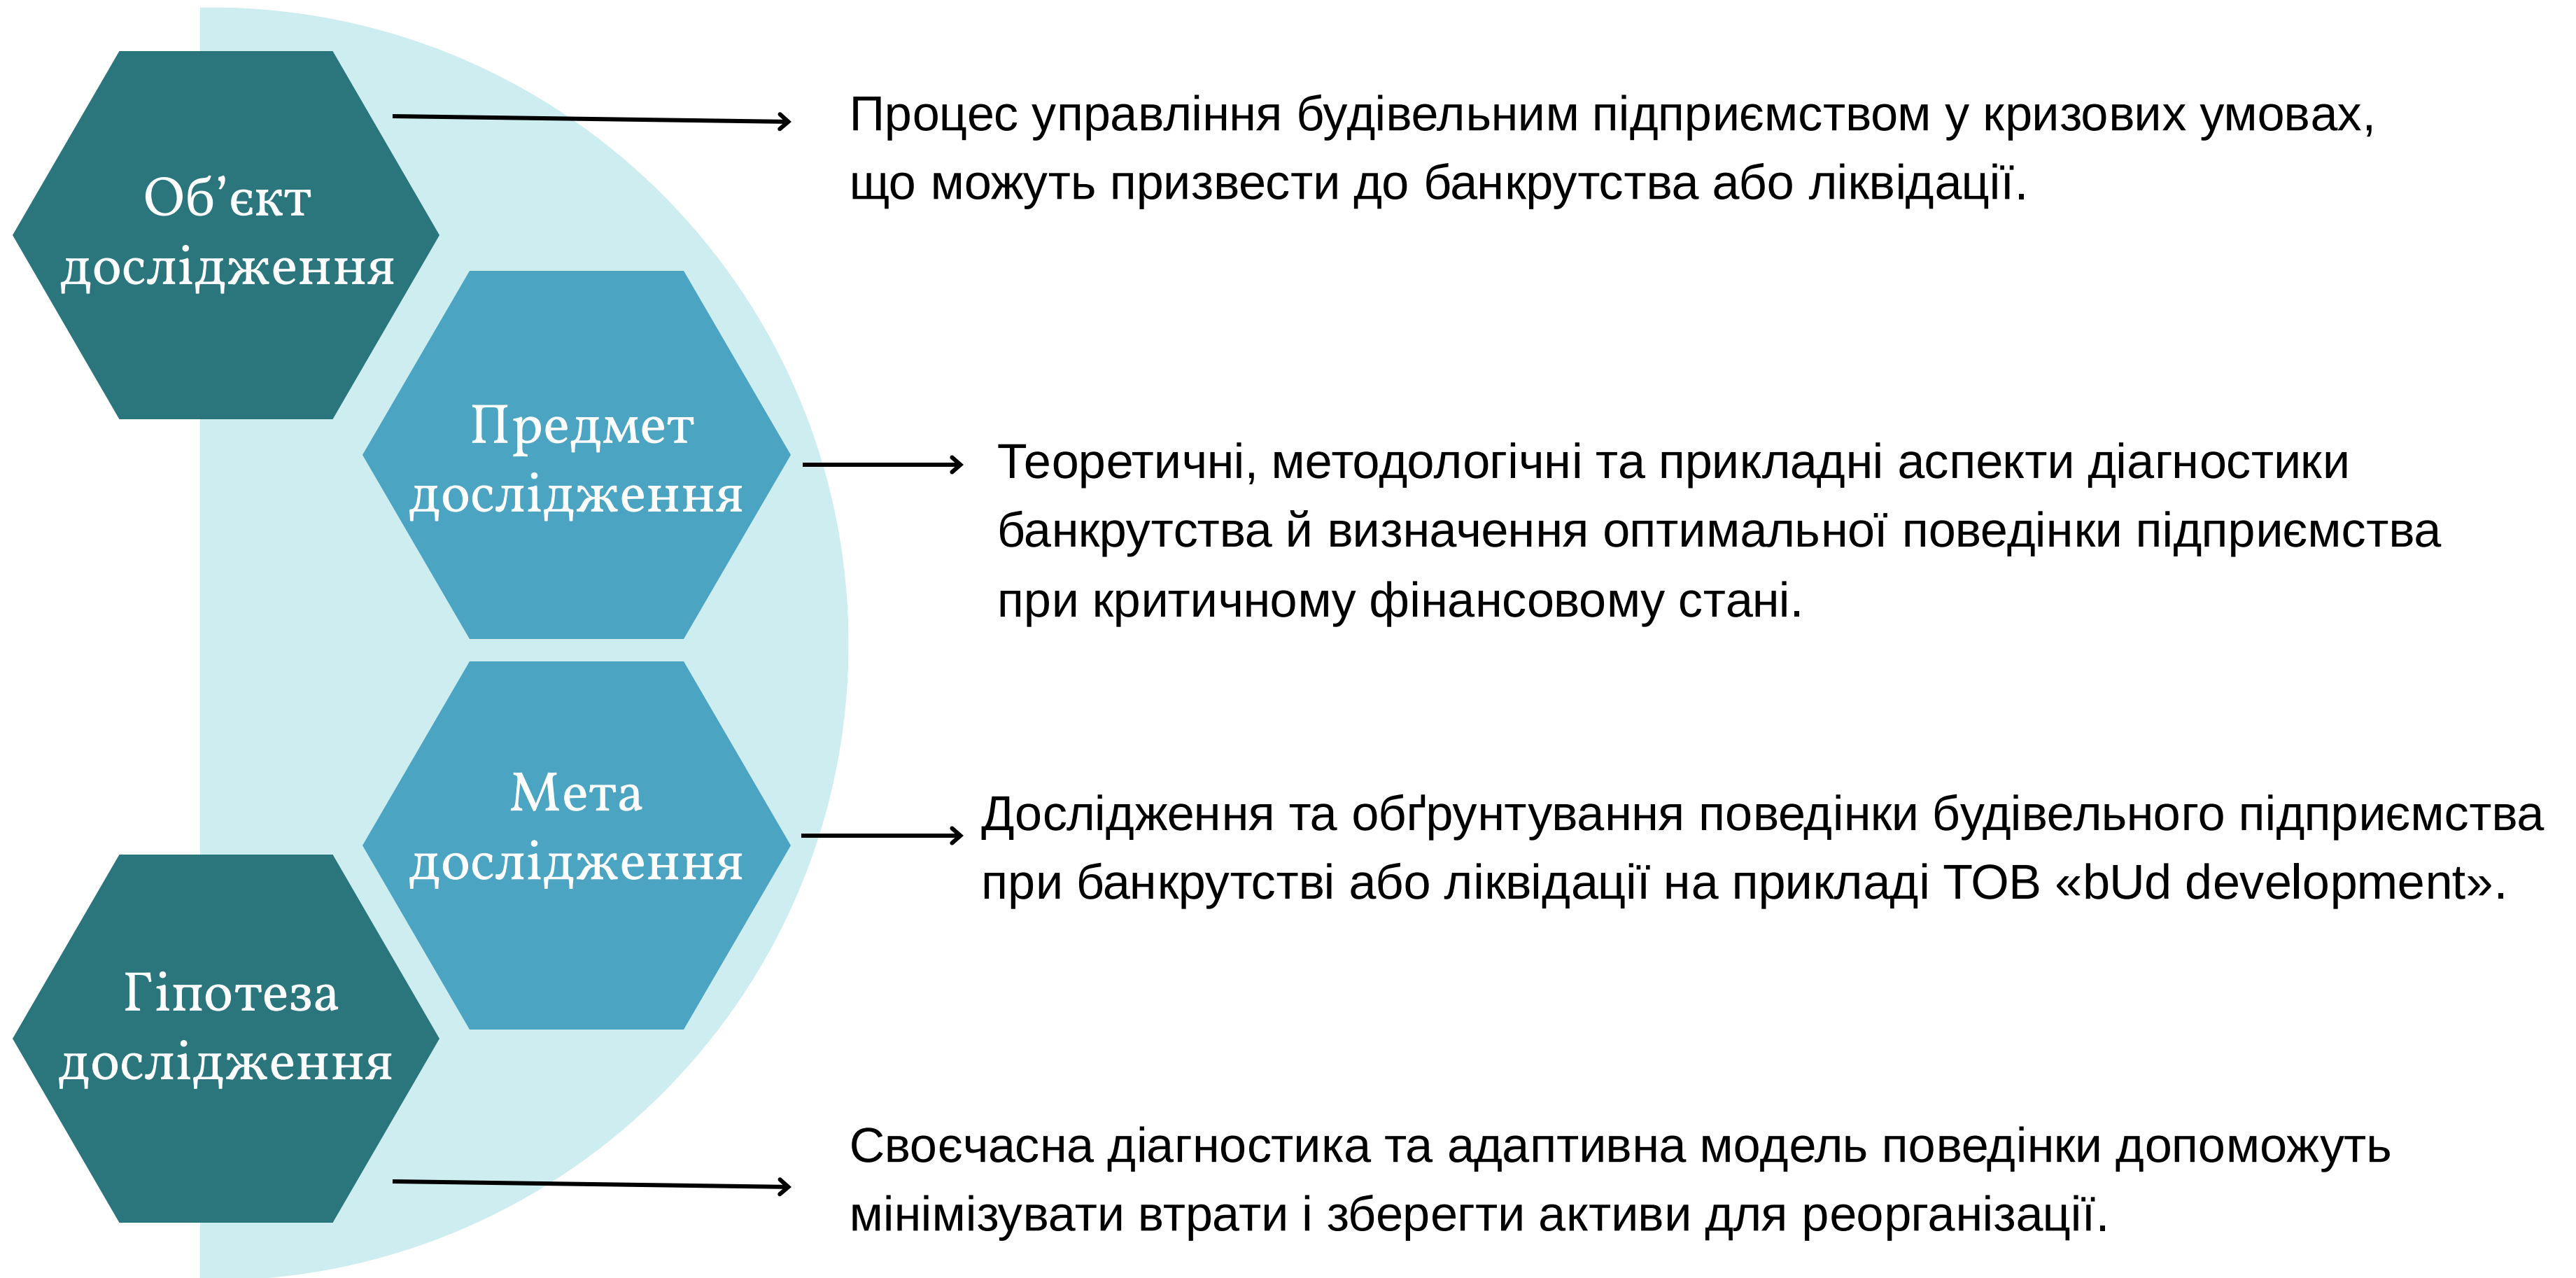 Об’єкт
дослідження
Процес управління будівельним підприємством у кризових умовах,
що можуть призвести до банкрутства або ліквідації.
Предмет
дослідження
Теоретичні, методологічні та прикладні аспекти діагностики
банкрутства й визначення оптимальної поведінки підприємства
при критичному фінансовому стані.
Мета
дослідження
Дослідження та обґрунтування поведінки будівельного підприємства
при банкрутстві або ліквідації на прикладі ТОВ «bUd development».
Гіпотеза
дослідження
Своєчасна діагностика та адаптивна модель поведінки допоможуть
мінімізувати втрати і зберегти активи для реорганізації.